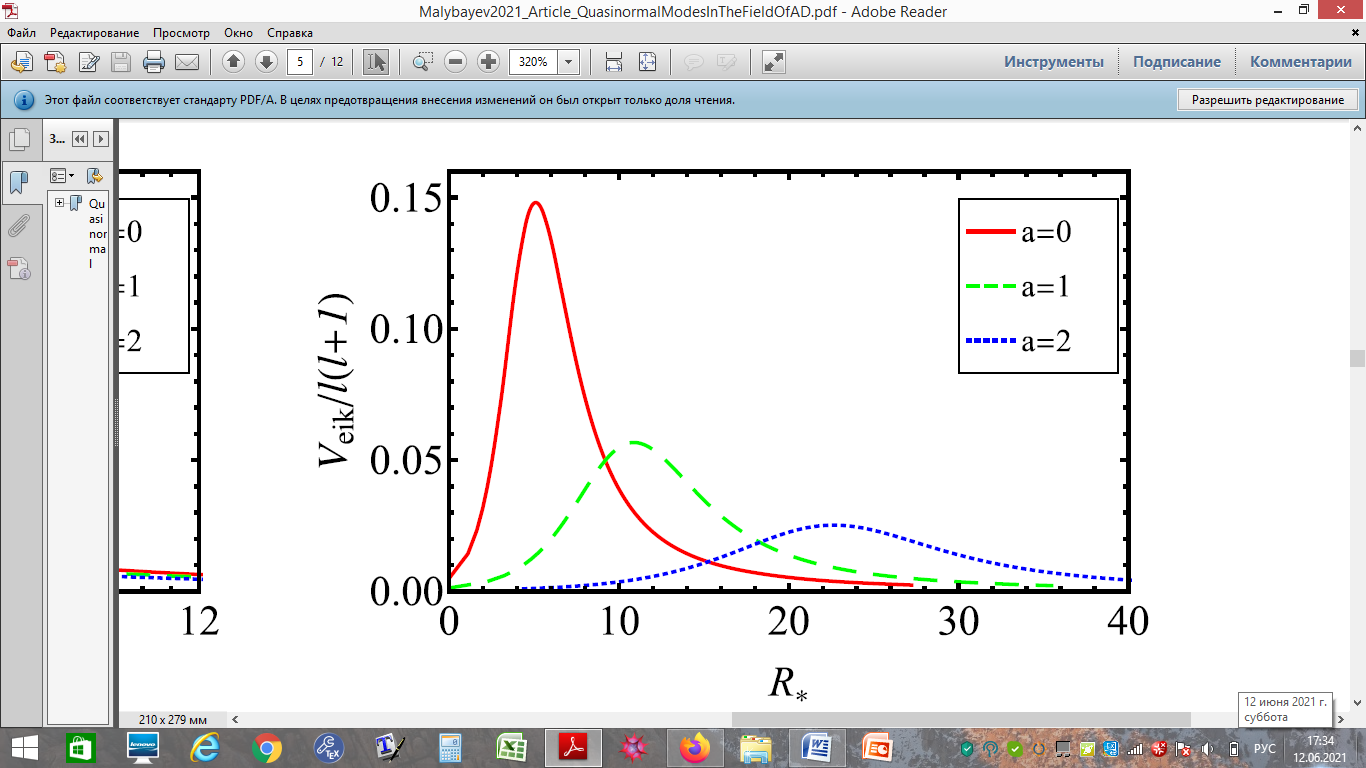 Malybayev2021_Article_QuasinormalModesInTheFieldOfAD.pdf - Adobe Reader
Файл Редактирование Просмотр Окно Справка
5 / 12 320% Инструменты Подписание Комментарии
Этот файл соответствует стандарту PDF/A. В целях предотвращения внесения изменений он был открыт только доля чтения. Разрешить редактирование
З...
Qu
asi
nor
ma
l
=0
=1
=2
12
V_eik/l(l+1)
0.15
0.10
0.05
0.00
a=0
a=1
a=2
0 10 20 30 40
R*
210 x 279 мм
12 июня 2021 г.
суббота
lenovo
TEX
РУС
17:34
12.06.2021